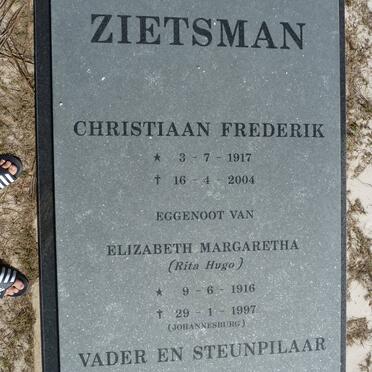 ZIETSMAN
CHRISTIAAN FREDERIK
★ 3 - 7 - 1917
† 16 - 4 - 2004
EGGENOOT VAN
ELIZABETH MARGARETHA
(Rita Hugo)
★ 9 - 6 - 1916
† 29 - 1 - 1997
(JOHANNESBURG)
VADER EN STEUNPILAAR